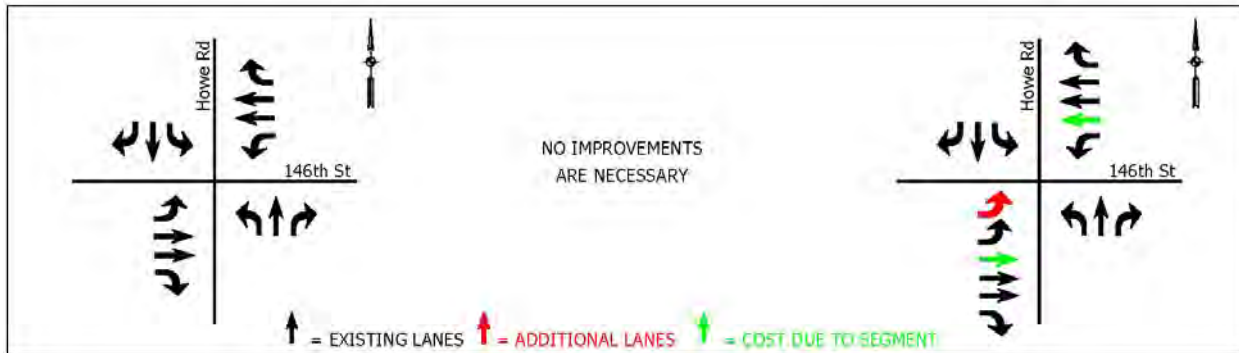 Howe Rd
146th St
NO IMPROVEMENTS
ARE NECESSARY
Howe Rd
146th St
= EXISTING LANES = ADDITIONAL LANES = COST DUE TO SEGMENT